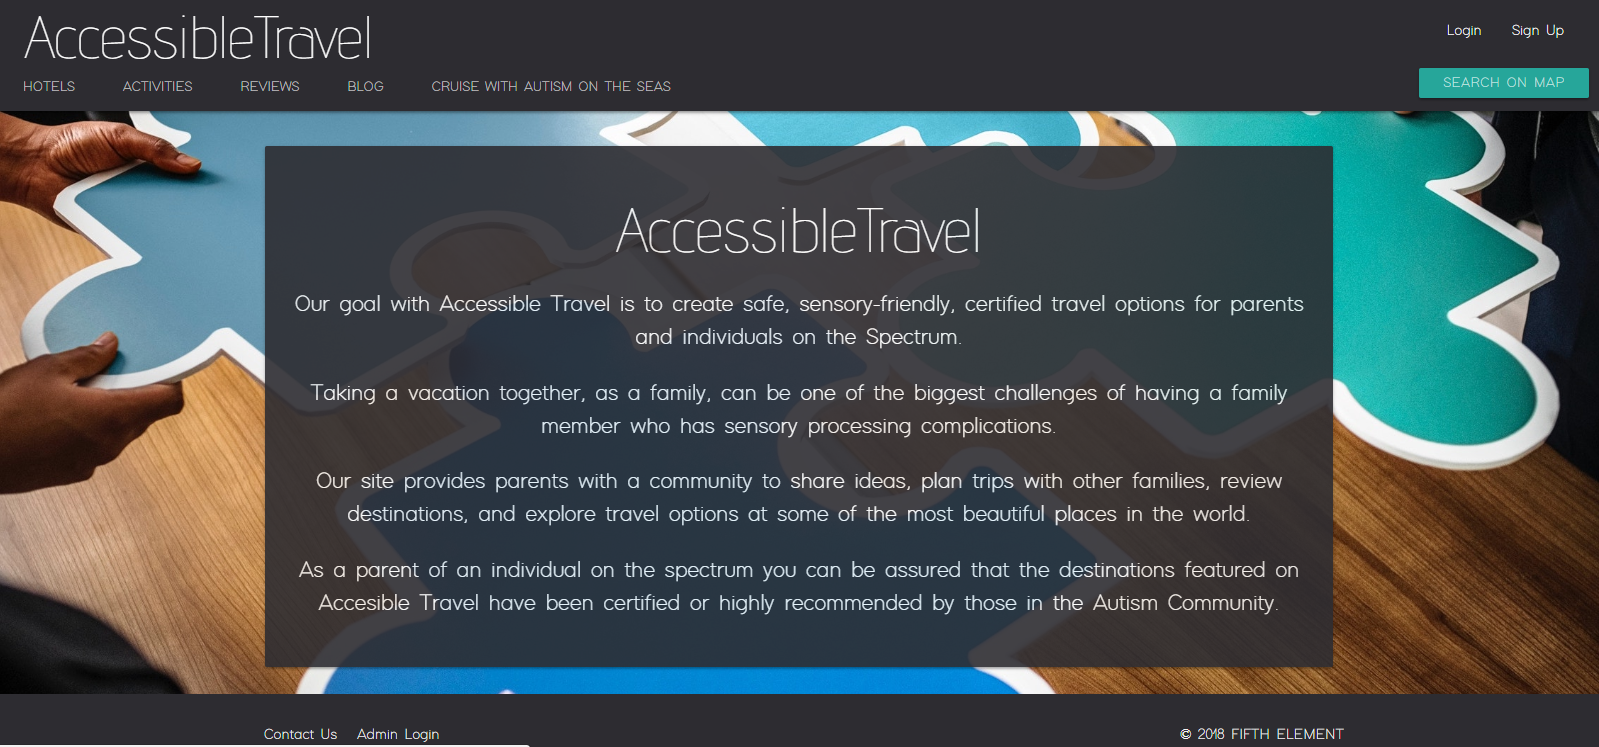 AccessibleTravel
Login Sign Up
HOTELS ACTIVITIES REVIEWS BLOG CRUISE WITH AUTISM ON THE SEAS
SEARCH ON MAP
AccessibleTravel
Our goal with Accessible Travel is to create safe, sensory-friendly, certified travel options for parents
and individuals on the Spectrum.
Taking a vacation together, as a family, can be one of the biggest challenges of having a family
member who has sensory processing complications.
Our site provides parents with a community to share ideas, plan trips with other families, review
destinations, and explore travel options at some of the most beautiful places in the world.
As a parent of an individual on the spectrum you can be assured that the destinations featured on
Accesible Travel have been certified or highly recommended by those in the Autism Community.
Contact Us Admin Login
© 2018 FIFTH ELEMENT